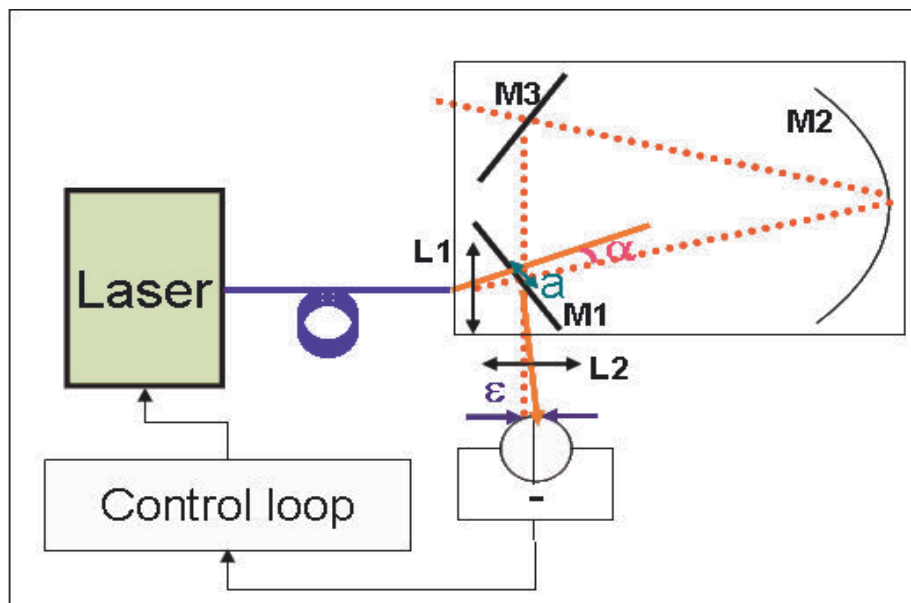 M3
M2
L1
α
Laser
a
M1
L2
ε
Control loop
-